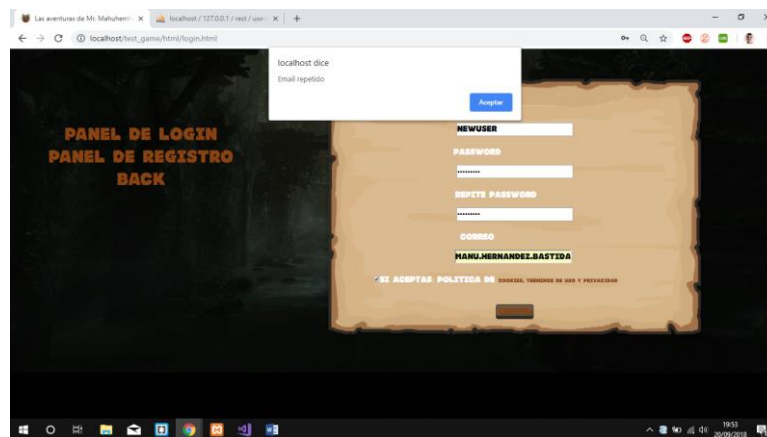 Las aventuras de Mr. Mahuhem
localhost / 127.0.0.1 / rest / user
localhost/test_game/html/login.html
localhost dice
Email repetido
Aceptar
PANEL DE LOGIN
PANEL DE REGISTRO
BACK
NEWUSER
PASSWORD
REPITE PASSWORD
CORREO
MANU.HERNANDEZ.BASTIDA
SI ACEPTAS POLITICA DE COOKIES, TERMINOS DE USO Y PRIVACIDAD
19:53
20/09/2018